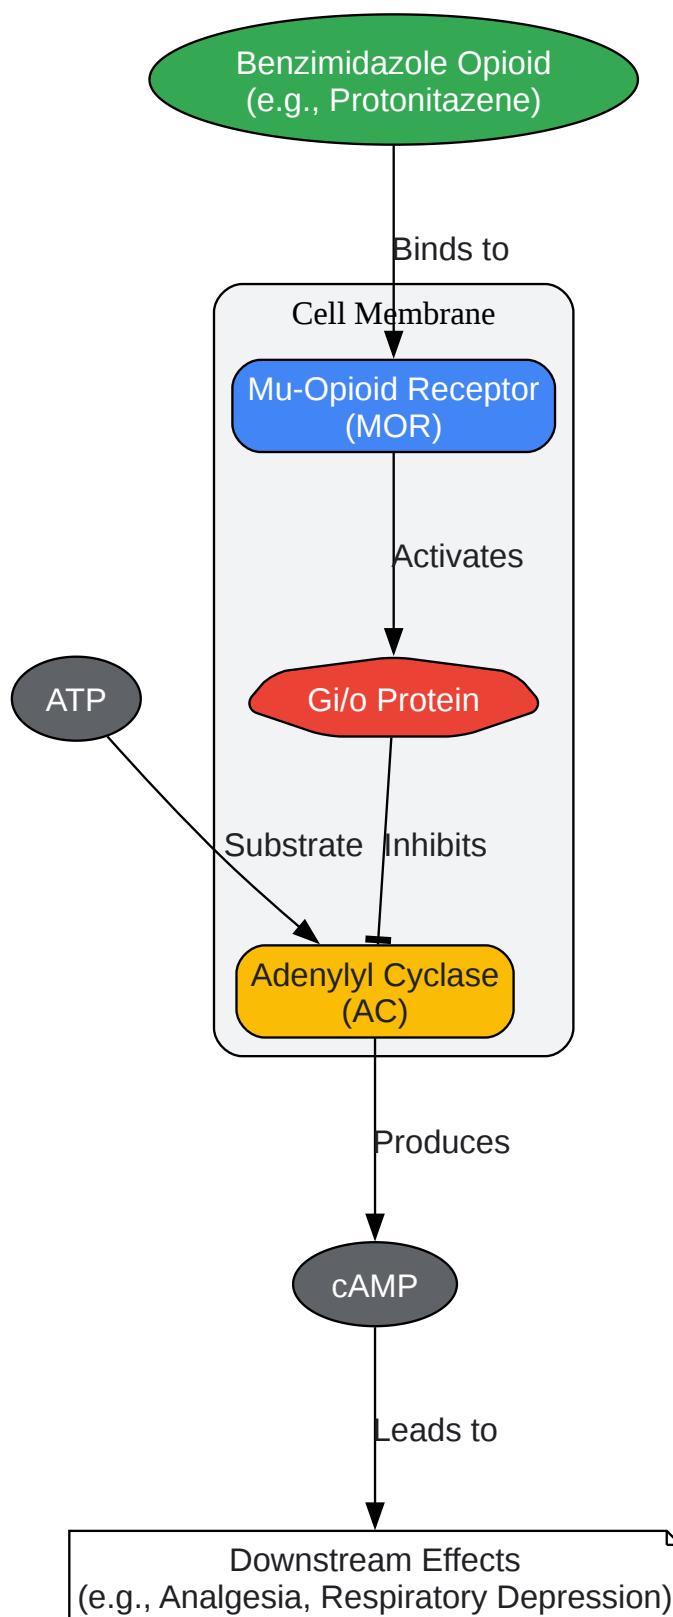 Benzimidazole Opioid
(e.g., Protonitazene)
Binds to
Cell Membrane
Mu-Opioid Receptor
(MOR)
Activates
ATP
Gi/o Protein
Substrate
Inhibits
Adenylyl Cyclase
(AC)
Produces
cAMP
Leads to
Downstream Effects
(e.g., Analgesia, Respiratory Depression)